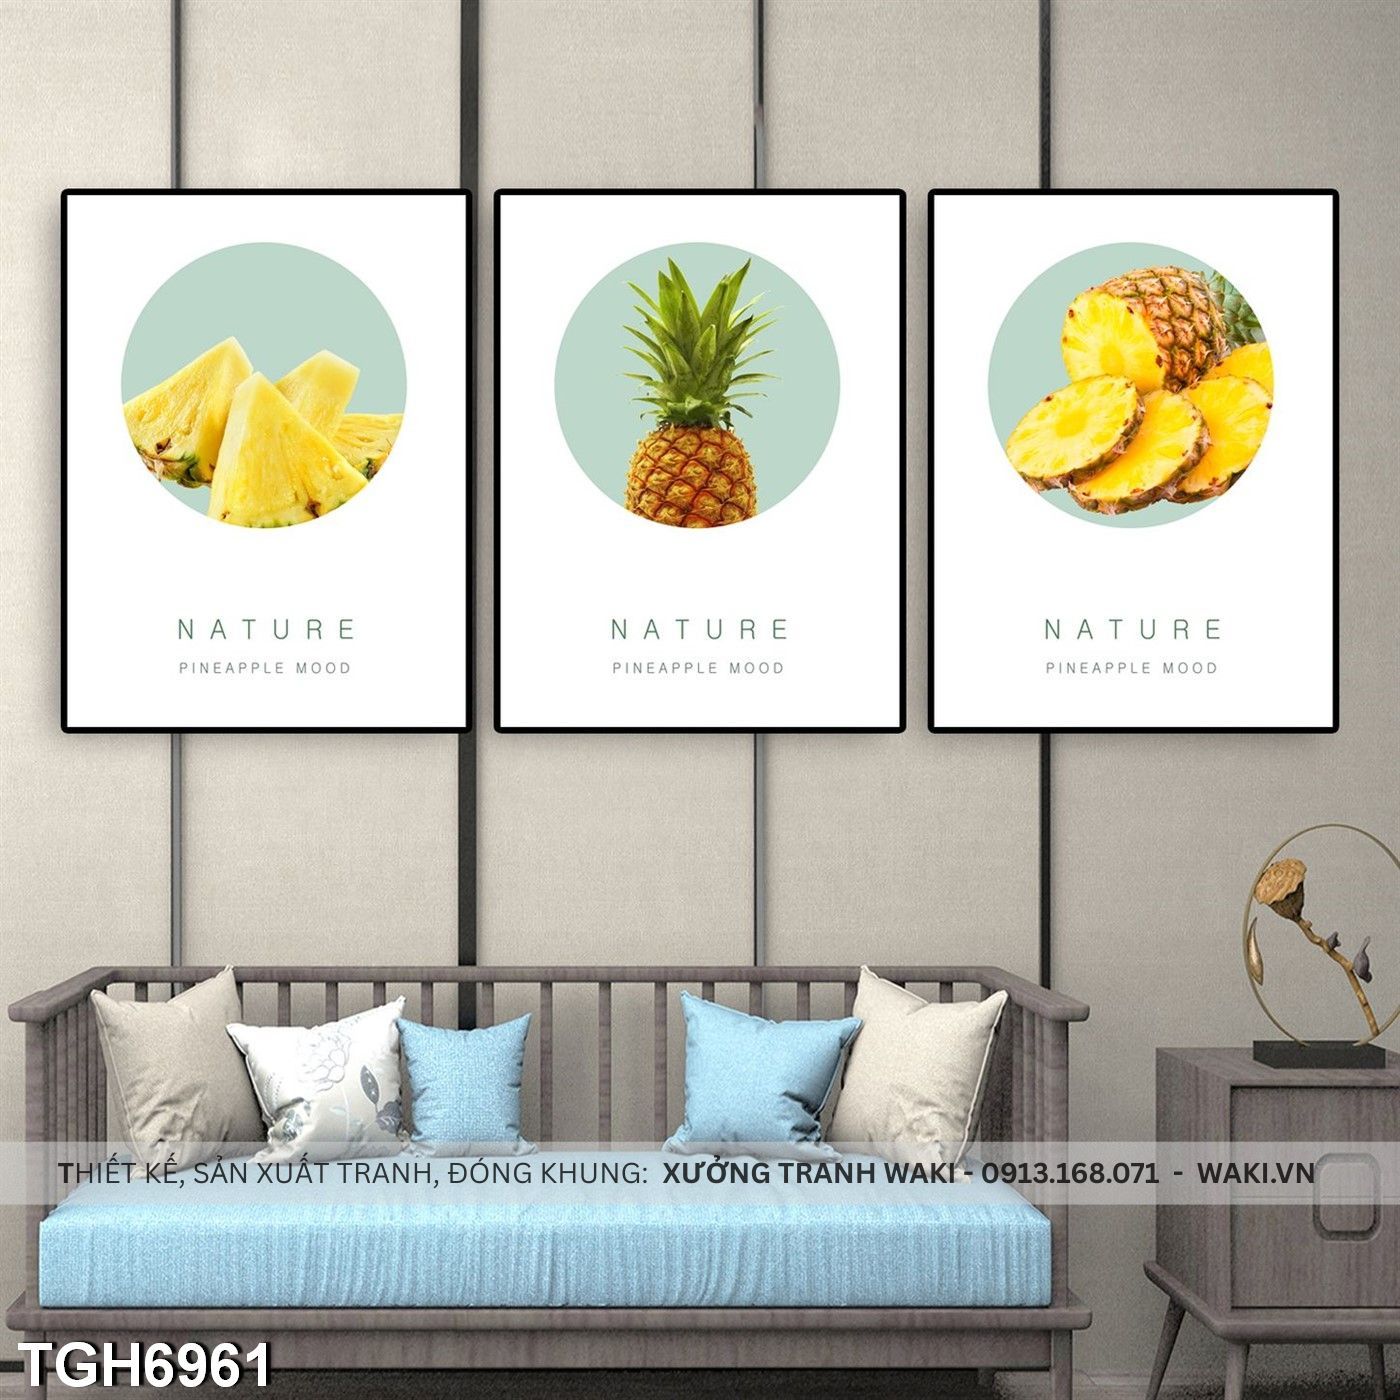 NATURE
PINEAPPLE MOOD
NATURE
PINEAPPLE MOOD
NATURE
PINEAPPLE MOOD
THIẾT KẾ, SẢN XUẤT TRANH, ĐÓNG KHUNG: XƯỞNG TRANH WAKI - 0913.168.071 - WAKI.VN
TGH6961